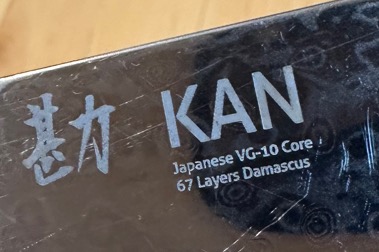 勘 KAN
Japanese VG-10 Core
67 Layers Damascus